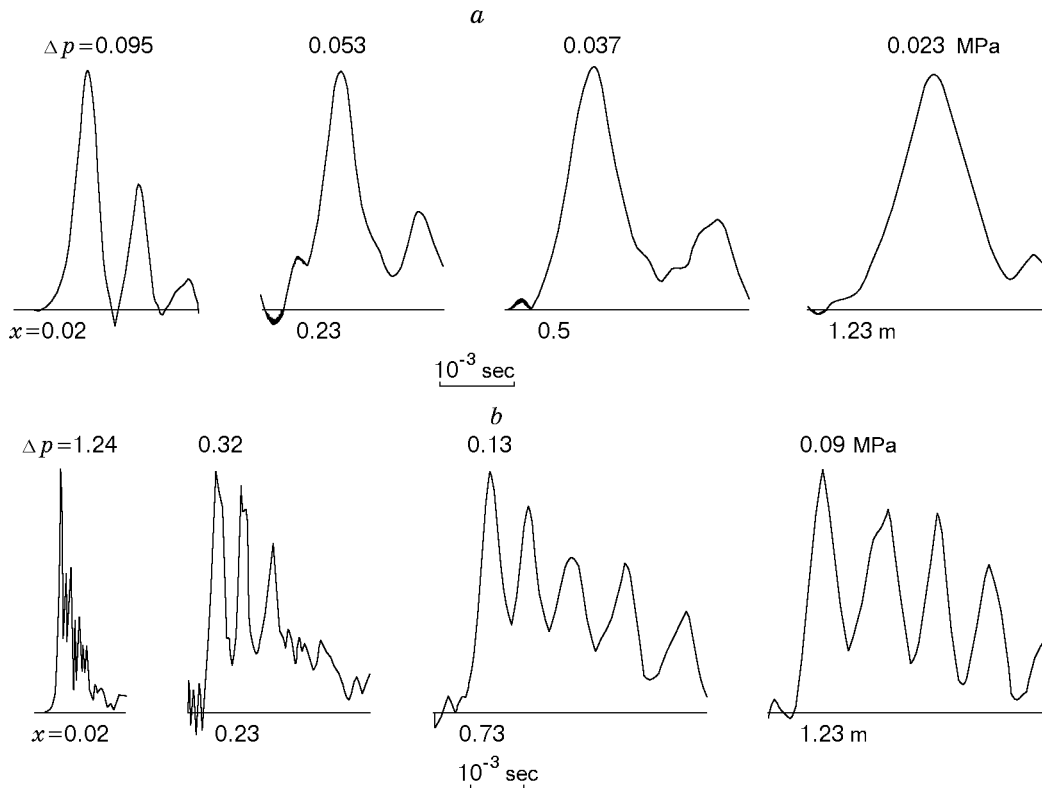 a
Δp=0.095 0.053 0.037 0.023 MPa
x=0.02 0.23 0.5 1.23 m
10⁻³ sec
b
Δp=1.24 0.32 0.13 0.09 MPa
x=0.02 0.23 0.73 1.23 m
10⁻³ sec